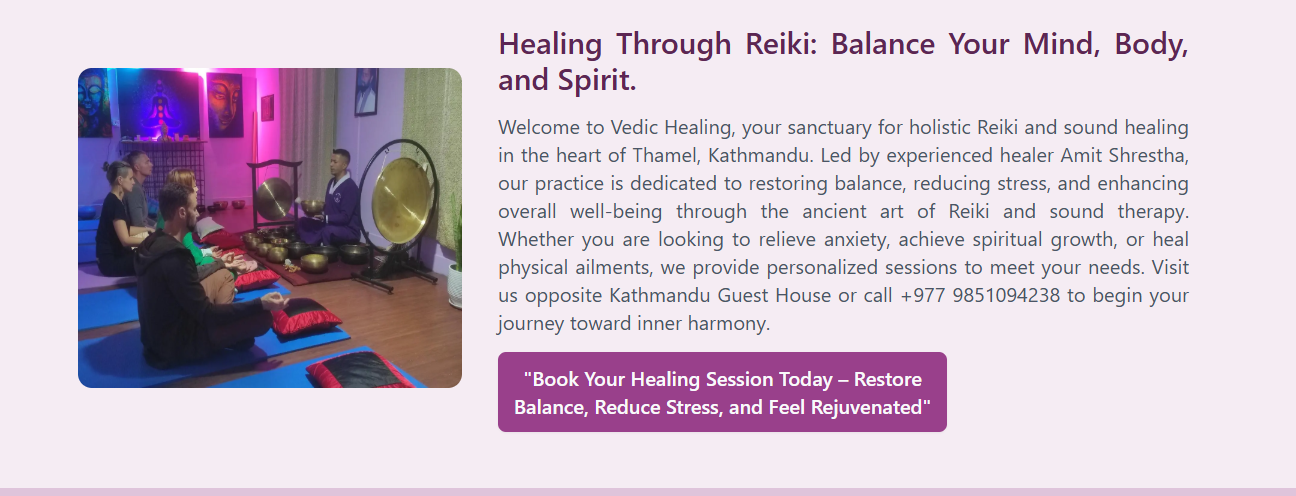 Healing Through Reiki: Balance Your Mind, Body,
and Spirit.
Welcome to Vedic Healing, your sanctuary for holistic Reiki and sound healing
in the heart of Thamel, Kathmandu. Led by experienced healer Amit Shrestha,
our practice is dedicated to restoring balance, reducing stress, and enhancing
overall well-being through the ancient art of Reiki and sound therapy.
Whether you are looking to relieve anxiety, achieve spiritual growth, or heal
physical ailments, we provide personalized sessions to meet your needs. Visit
us opposite Kathmandu Guest House or call +977 9851094238 to begin your
journey toward inner harmony.
"Book Your Healing Session Today – Restore
Balance, Reduce Stress, and Feel Rejuvenated"